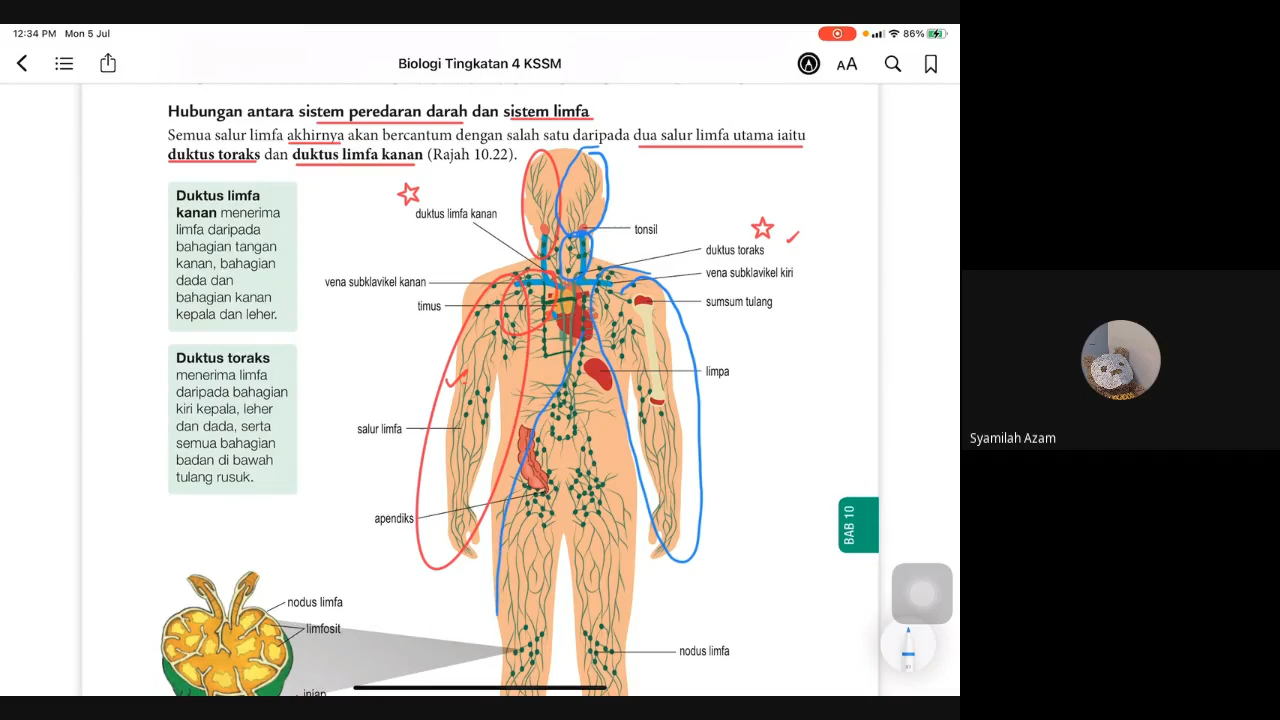 12:34 PM Mon 5 Jul
86%
Biologi Tingkatan 4 KSSM
AA
Hubungan antara sistem peredaran darah dan sistem limfa
Semua salur limfa akhirnya akan bercantum dengan salah satu daripada dua salur limfa utama iaitu
duktus toraks dan duktus limfa kanan (Rajah 10.22).
Duktus limfa
kanan menerima
limfa daripada
bahagian tangan
kanan, bahagian
dada dan
bahagian kanan
kepala dan leher.
Duktus toraks
menerima limfa
daripada bahagian
kiri kepala, leher
dan dada, serta
semua bahagian
badan di bawah
tulang rusuk.
duktus limfa kanan
vena subklavikel kanan
timus
salur limfa
apendiks
tonsil
duktus toraks
vena subklavikel kiri
sumsum tulang
limpa
nodus limfa
nodus limfa
limfosit
BAB 10
Syamilah Azam